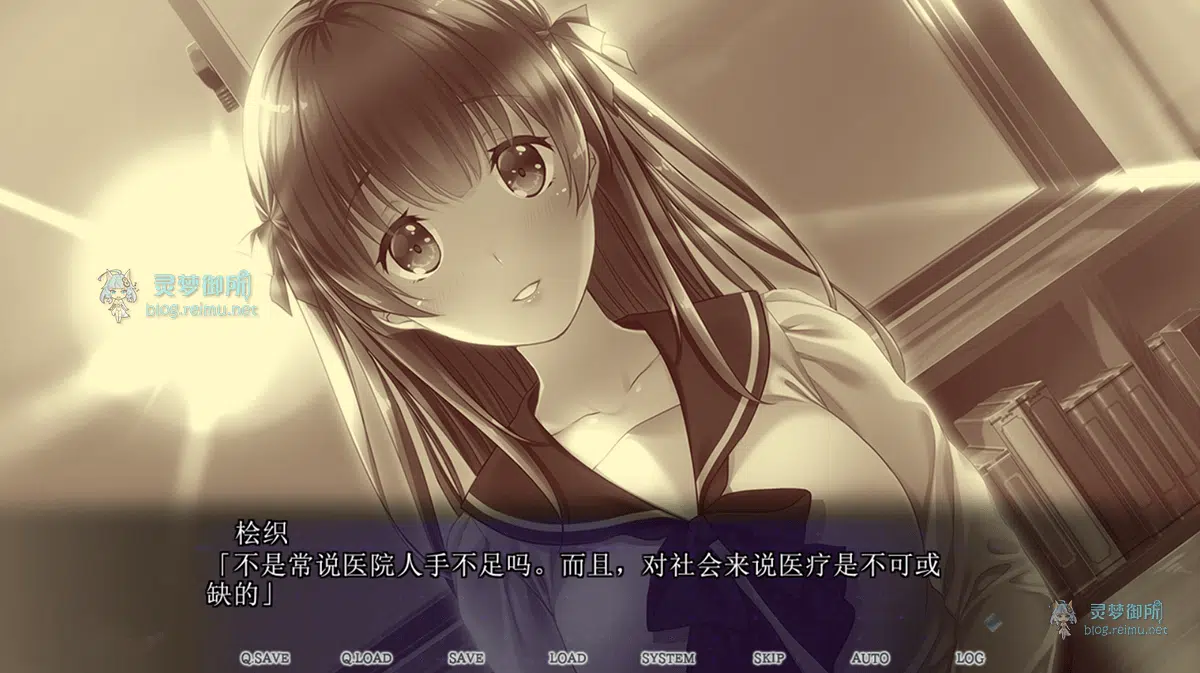 灵梦御所
blog.reimu.net
桧织
「不是常说医院人手不足吗。而且，对社会来说医疗是不可或
缺的」
灵梦御所
blog.reimu.net
Q.SAVE Q.LOAD SAVE LOAD SYSTEM SKIP AUTO LOG